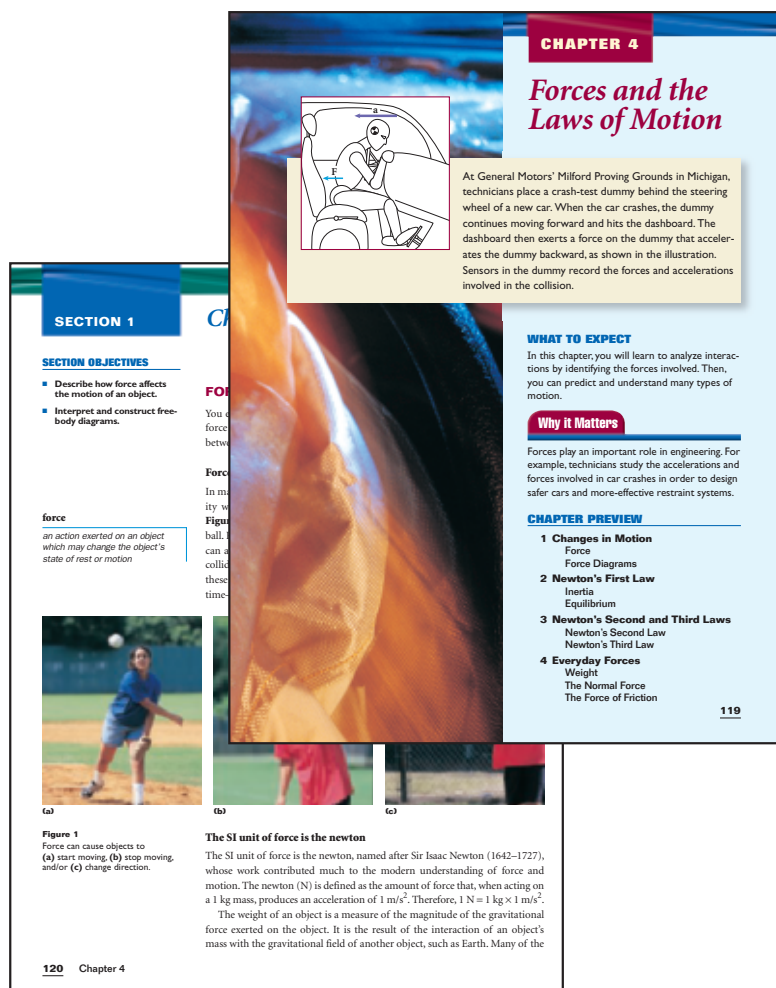 CHAPTER 4
Forces and the
Laws of Motion
a
F
At General Motors' Milford Proving Grounds in Michigan,
technicians place a crash-test dummy behind the steering
wheel of a new car. When the car crashes, the dummy
continues moving forward and hits the dashboard. The
dashboard then exerts a force on the dummy that acceler-
ates the dummy backward, as shown in the illustration.
Sensors in the dummy record the forces and accelerations
involved in the collision.
WHAT TO EXPECT
In this chapter, you will learn to analyze interac-
tions by identifying the forces involved. Then,
you can predict and understand many types of
motion.
Why it Matters
Forces play an important role in engineering. For
example, technicians study the accelerations and
forces involved in car crashes in order to design
safer cars and more-effective restraint systems.
CHAPTER PREVIEW
1 Changes in Motion
Force
Force Diagrams
2 Newton's First Law
Inertia
Equilibrium
3 Newton's Second and Third Laws
Newton's Second Law
Newton's Third Law
4 Everyday Forces
Weight
The Normal Force
The Force of Friction
119
SECTION 1
SECTION OBJECTIVES
■ Describe how force affects
the motion of an object.
■ Interpret and construct free-
body diagrams.
force
an action exerted on an object
which may change the object's
state of rest or motion
You
force
In
ity
ball.
can
these
time-
(a)
(b)
(c)
Figure 1
Force can cause objects to
(a) start moving, (b) stop moving,
and/or (c) change direction.
The SI unit of force is the newton
The SI unit of force is the newton, named after Sir Isaac Newton (1642–1727),
whose work contributed much to the modern understanding of force and
motion. The newton (N) is defined as the amount of force that, when acting on
a 1 kg mass, produces an acceleration of 1 m/s². Therefore, 1 N = 1 kg × 1 m/s².
The weight of an object is a measure of the magnitude of the gravitational
force exerted on the object. It is the result of the interaction of an object's
mass with the gravitational field of another object, such as Earth. Many of the
120 Chapter 4